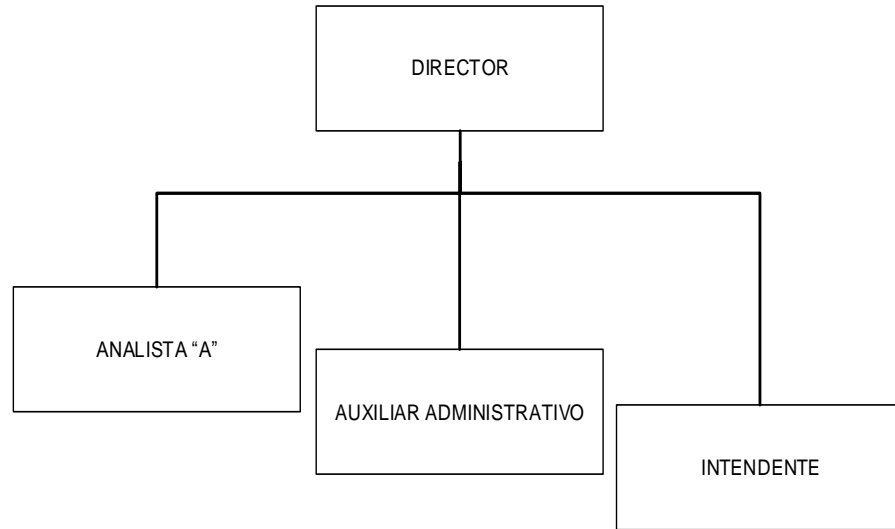 DIRECTOR
ANALISTA “A”
AUXILIAR ADMINISTRATIVO
INTENDENTE